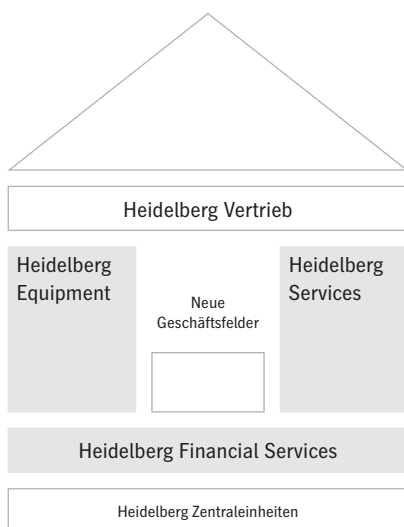 Heidelberg Vertrieb
Heidelberg
Equipment
Neue
Geschäftsfelder
Heidelberg
Services
Heidelberg Financial Services
Heidelberg Zentraleinheiten